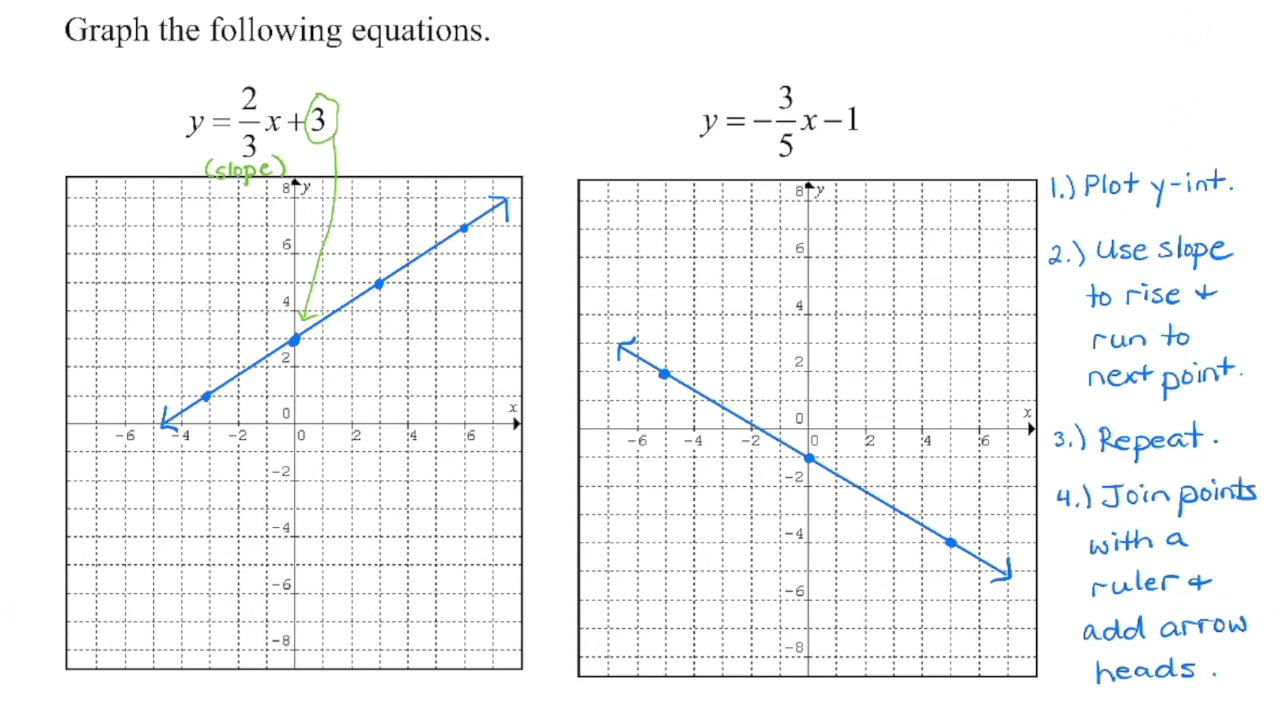 Graph the following equations.
y = 2/3 x + 3
(slope)
y = -3/5 x - 1
8 y
6
4
2
0
x
-6 -4 -2 0 2 4 6
-2
-4
-6
-8
8 y
6
4
2
0
x
-6 -4 -2 0 2 4 6
-2
-4
-6
-8
1.) Plot y-int.
2.) Use slope
to rise +
run to
next point.
3.) Repeat.
4.) Join points
with a
ruler +
add arrow
heads.